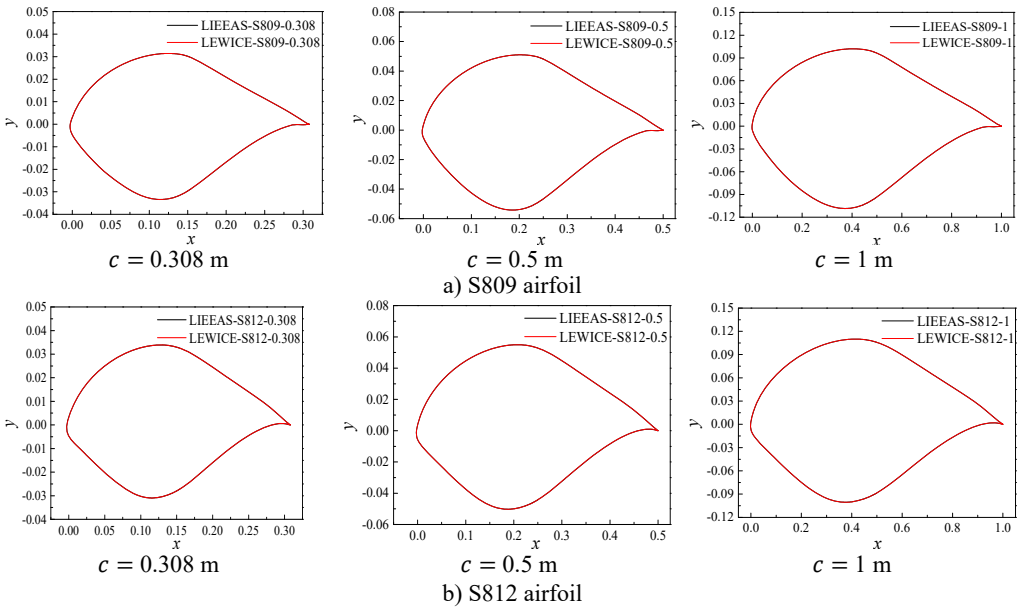 0.05
0.04
0.03
0.02
0.01
0.00
-0.01
-0.02
-0.03
-0.04
y
LIEEAS-S809-0.308
LEWICE-S809-0.308
0.00 0.05 0.10 0.15 0.20 0.25 0.30
x
c = 0.308 m
0.08
0.06
0.04
0.02
0.00
-0.02
-0.04
-0.06
y
LIEEAS-S809-0.5
LEWICE-S809-0.5
0.0 0.1 0.2 0.3 0.4 0.5
x
c = 0.5 m
0.15
0.12
0.09
0.06
0.03
0.00
-0.03
-0.06
-0.09
-0.12
y
LIEEAS-S809-1
LEWICE-S809-1
0.0 0.2 0.4 0.6 0.8 1.0
x
c = 1 m
a) S809 airfoil
0.05
0.04
0.03
0.02
0.01
0.00
-0.01
-0.02
-0.03
-0.04
y
LIEEAS-S812-0.308
LEWICE-S812-0.308
0.00 0.05 0.10 0.15 0.20 0.25 0.30
x
c = 0.308 m
0.08
0.06
0.04
0.02
0.00
-0.02
-0.04
-0.06
y
LIEEAS-S812-0.5
LEWICE-S812-0.5
0.0 0.1 0.2 0.3 0.4 0.5
x
c = 0.5 m
0.15
0.12
0.09
0.06
0.03
0.00
-0.03
-0.06
-0.09
-0.12
y
LIEEAS-S812-1
LEWICE-S812-1
0.0 0.2 0.4 0.6 0.8 1.0
x
c = 1 m
b) S812 airfoil